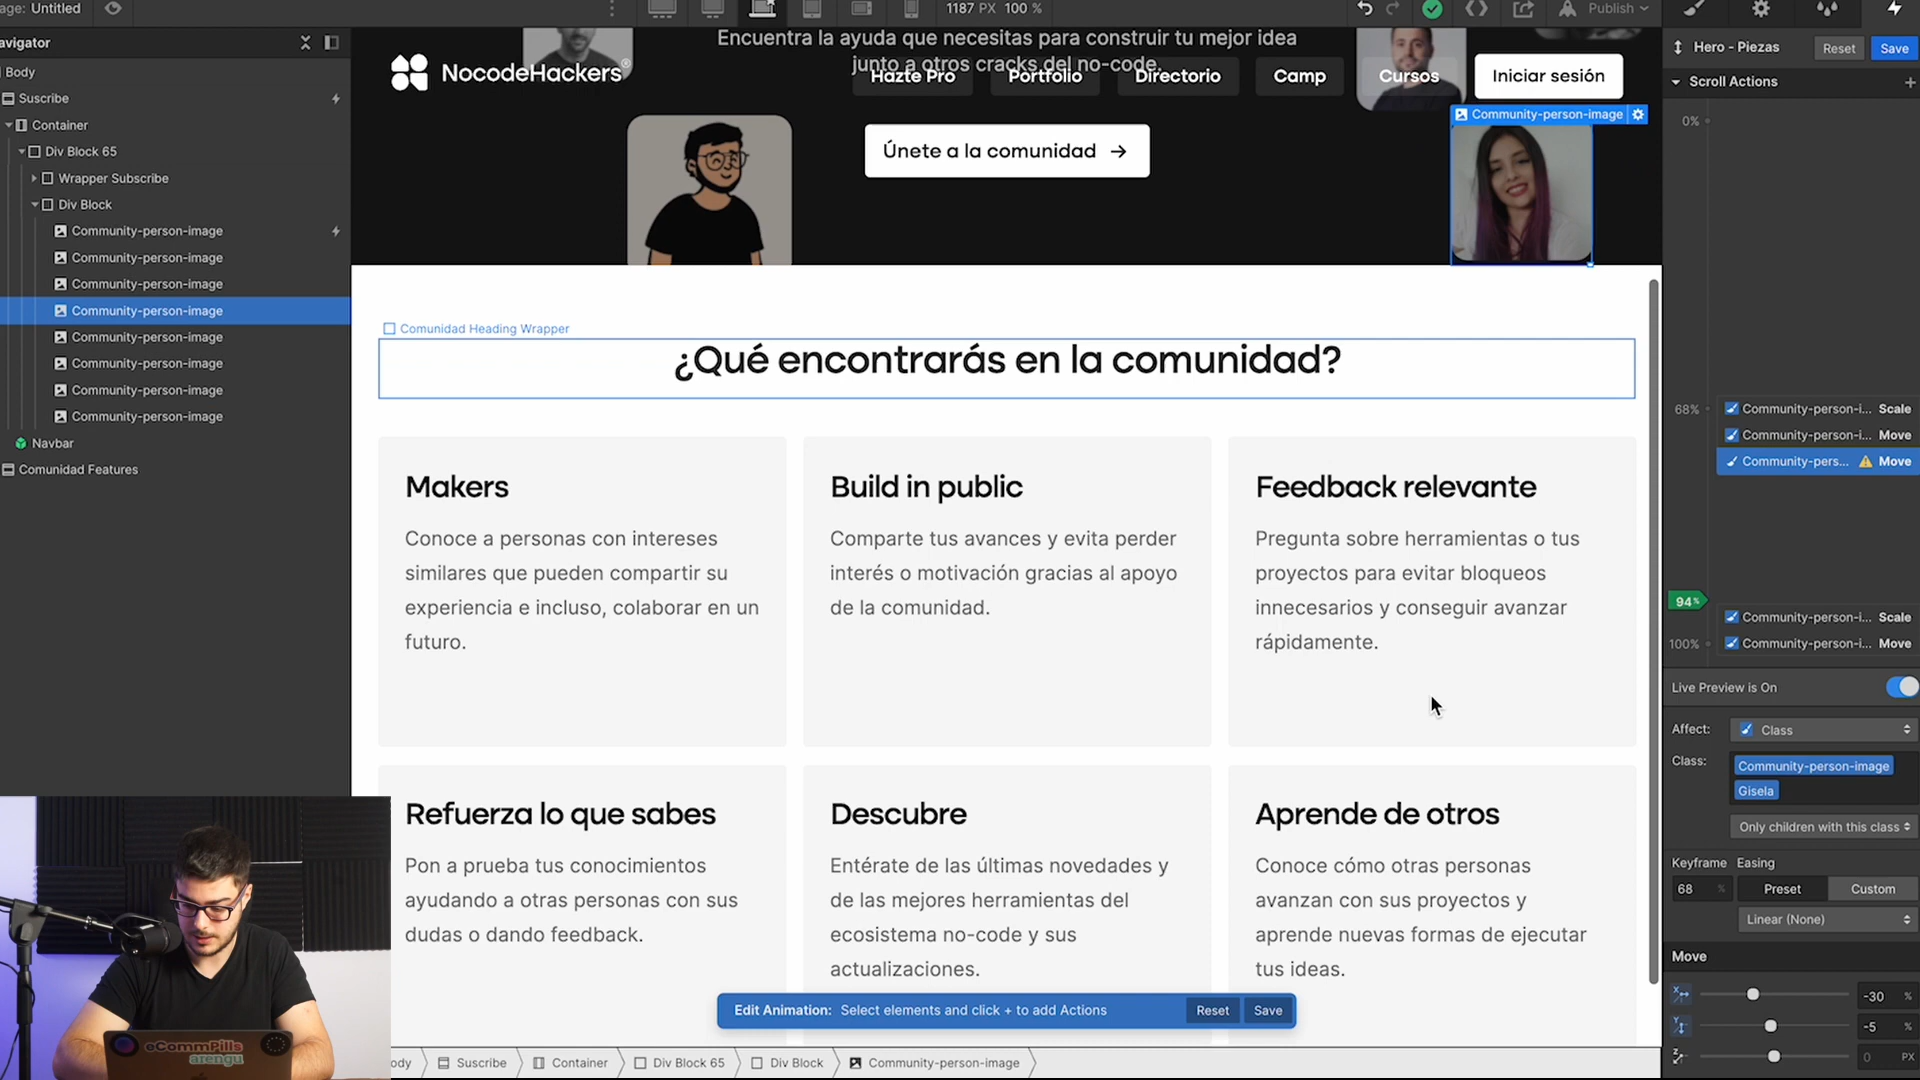 age: Untitled
1187 PX 100 %
Publish
avigator
Body
Suscribe
Container
Div Block 65
Wrapper Subscribe
Div Block
Community-person-image
Community-person-image
Community-person-image
Community-person-image
Community-person-image
Community-person-image
Community-person-image
Community-person-image
Navbar
Comunidad Features
Encuentra la ayuda que necesitas para construir tu mejor idea
junto a otros cracks del no-code.
NocodeHackers®
Hazte Pro
Portfolio
Directorio
Camp
Cursos
Iniciar sesión
Community-person-image
Únete a la comunidad →
Comunidad Heading Wrapper
¿Qué encontrarás en la comunidad?
Makers
Conoce a personas con intereses
similares que pueden compartir su
experiencia e incluso, colaborar en un
futuro.
Build in public
Comparte tus avances y evita perder
interés o motivación gracias al apoyo
de la comunidad.
Feedback relevante
Pregunta sobre herramientas o tus
proyectos para evitar bloqueos
innecesarios y conseguir avanzar
rápidamente.
Refuerza lo que sabes
Pon a prueba tus conocimientos
ayudando a otras personas con sus
dudas o dando feedback.
Descubre
Entérate de las últimas novedades y
de las mejores herramientas del
ecosistema no-code y sus
actualizaciones.
Aprende de otros
Conoce cómo otras personas
avanzan con sus proyectos y
aprende nuevas formas de ejecutar
tus ideas.
Edit Animation: Select elements and click + to add Actions
Reset
Save
ody
Suscribe
Container
Div Block 65
Div Block
Community-person-image
eCommPills
arengu
Hero - Piezas
Reset
Save
Scroll Actions
0%
68%
Community-person-i... Scale
Community-person-i... Move
Community-pers... Move
94%
Community-person-i... Scale
100%
Community-person-i... Move
Live Preview is On
Affect: Class
Class: Community-person-image
Gisela
Only children with this class
Keyframe Easing
68 %
Preset
Custom
Linear (None)
Move
X -30 %
Y -5 %
Z 0 PX